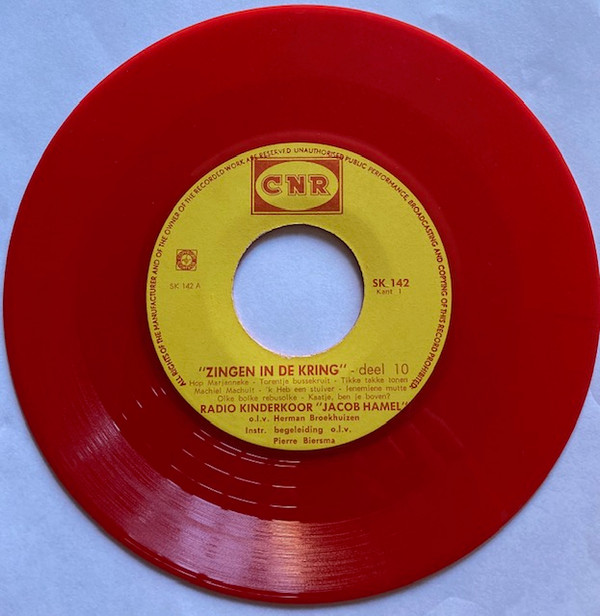 ALL RIGHTS OF THE MANUFACTURER AND OF THE OWNER OF THE RECORDED WORK ARE RESERVED UNAUTHORISED PUBLIC PERFORMANCE, BROADCASTING AND COPYING OF THIS RECORD PROHIBITED.
CNR
SK 142 A
SK 142
Kant 1
"ZINGEN IN DE KRING" - deel 10
Hop Marjanneke - Torentje bussekruit - Tikke takke tonen
Machiel Machuit - 'k Heb een stuiver - Jenemiene mutte
Olke bolke rebusolke - Kaatje, ben je boven?
RADIO KINDERKOOR "JACOB HAMEL"
o.l.v. Herman Broekhuizen
Instr. begeleiding o.l.v.
Pierre Biersma